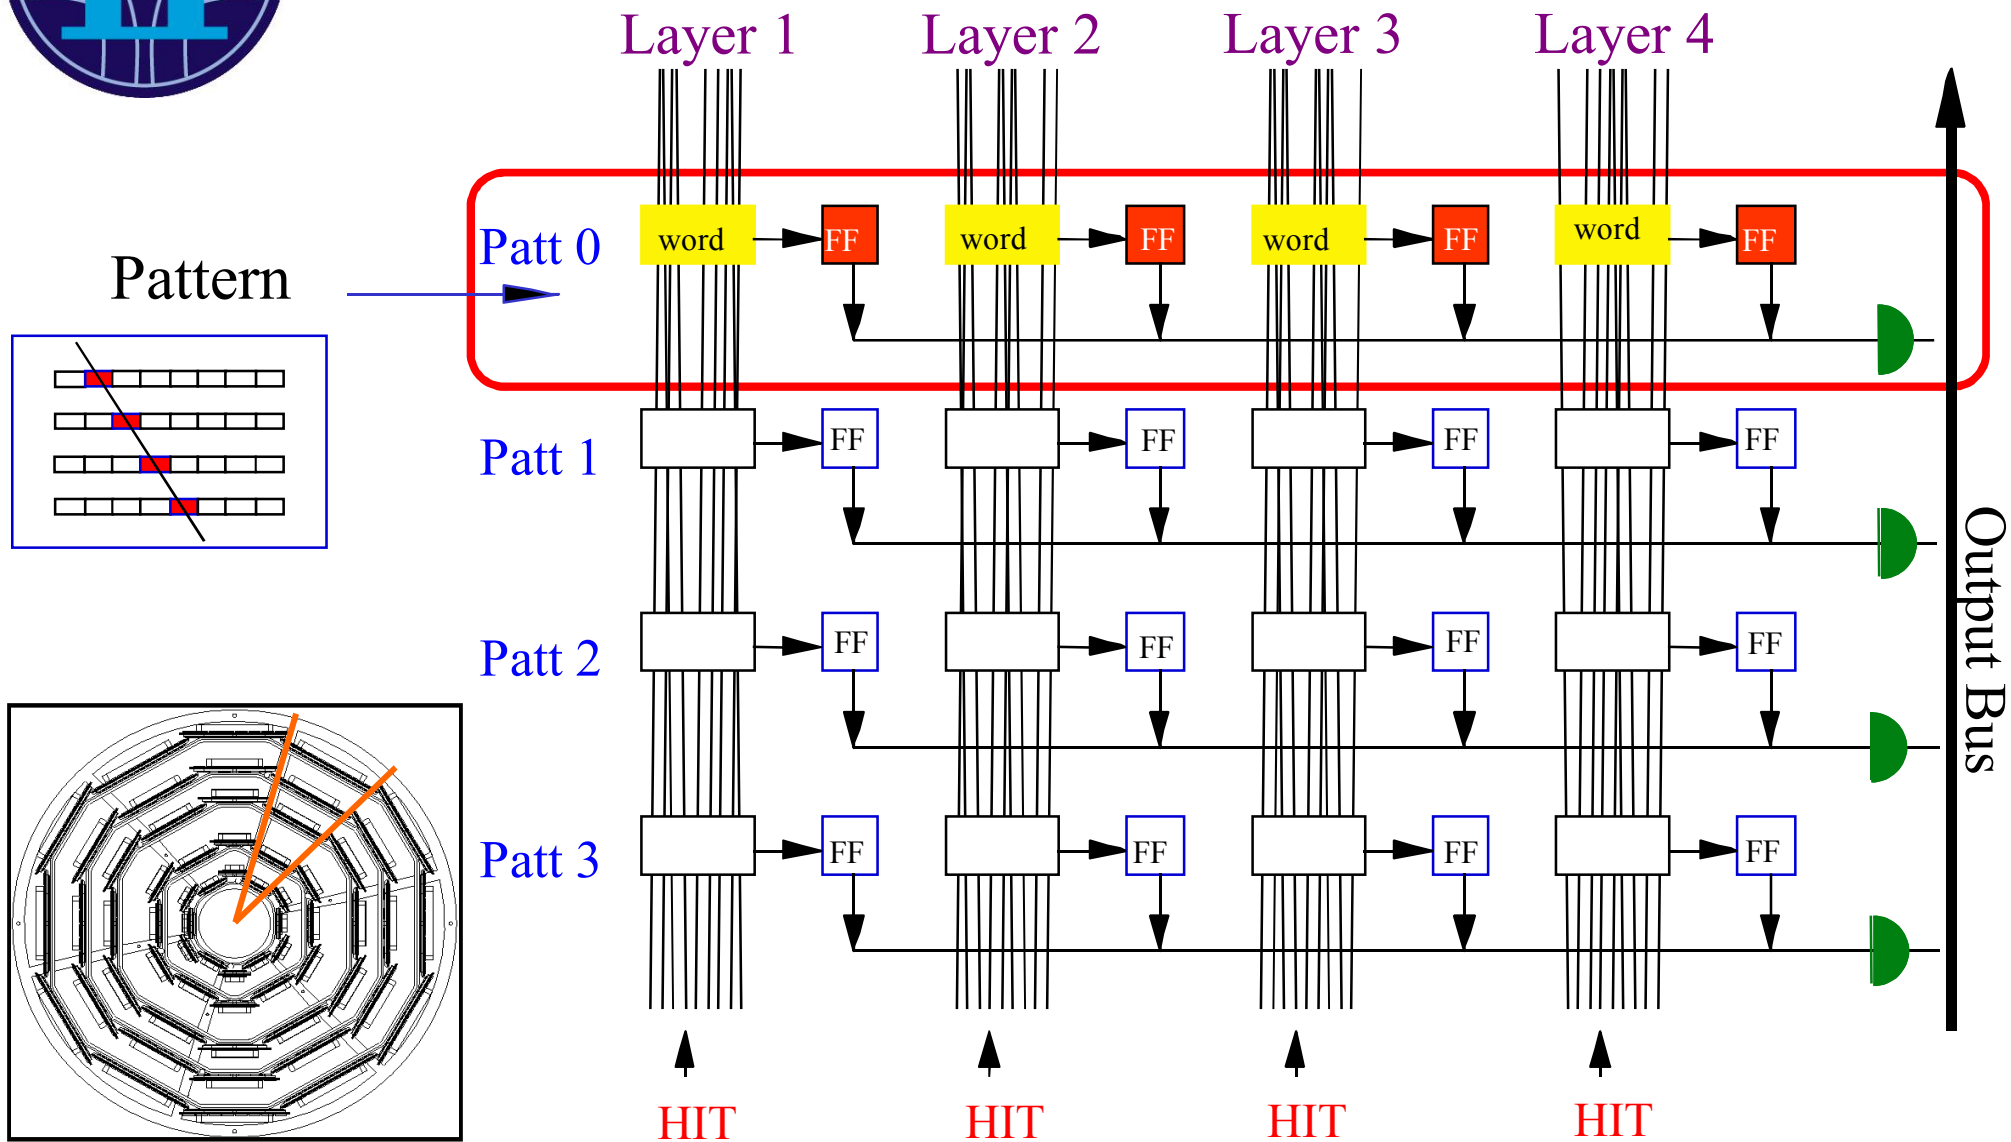 Layer 1 Layer 2 Layer 3 Layer 4
Patt 0 word FF word FF word FF word FF
Pattern
Patt 1 FF FF FF FF
Output Bus
Patt 2 FF FF FF FF
Patt 3 FF FF FF FF
HIT HIT HIT HIT